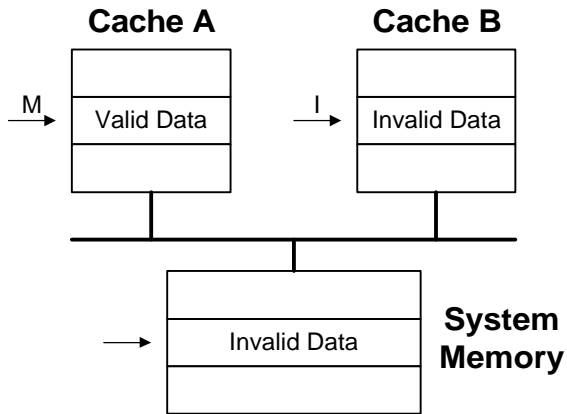 Cache A
Cache B
M
Valid Data
I
Invalid Data
Invalid Data
System
Memory